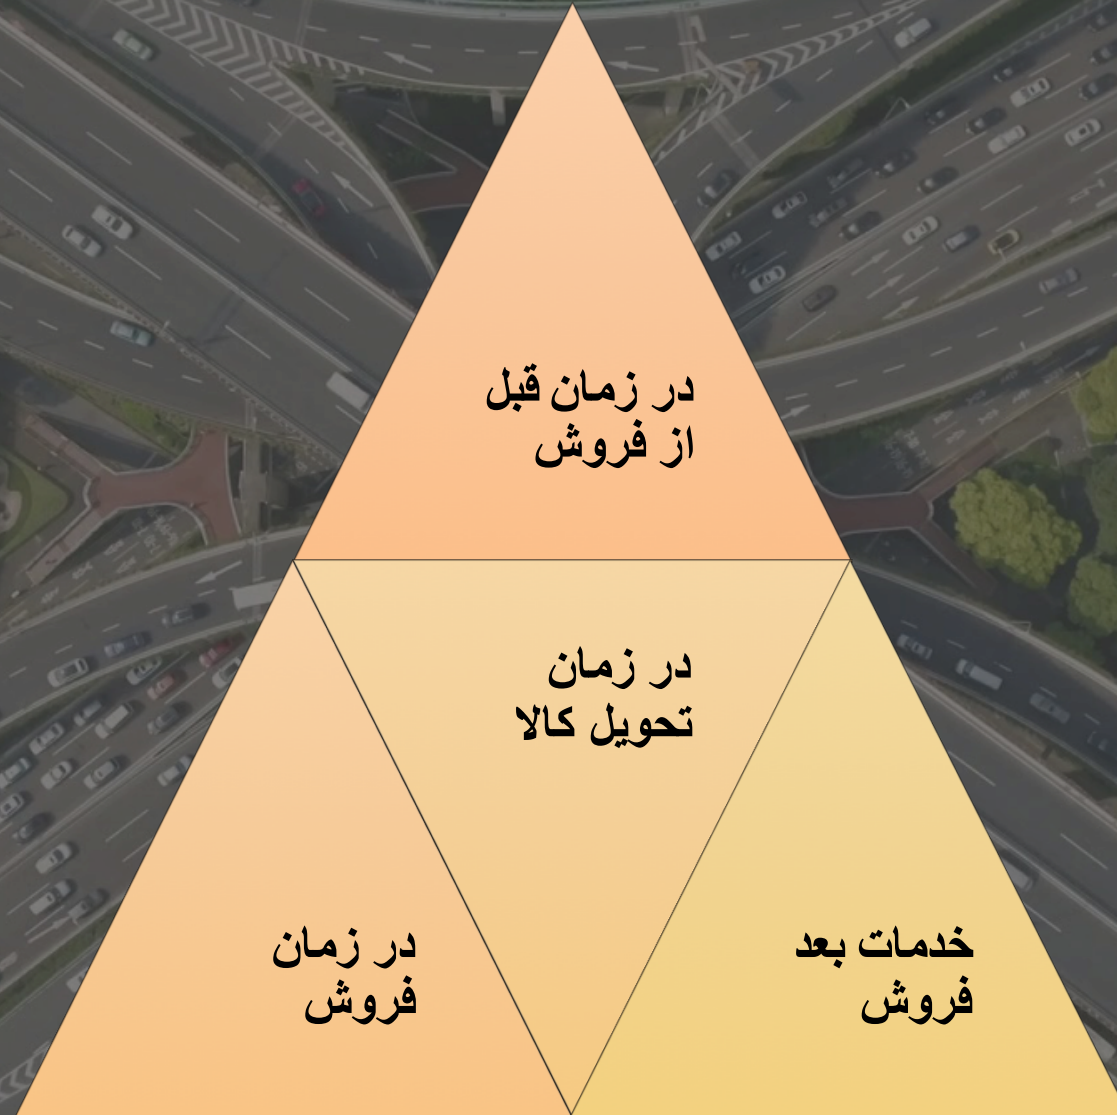 در زمان قبل
از فروش
در زمان
تحویل کالا
در زمان
فروش
خدمات بعد
فروش